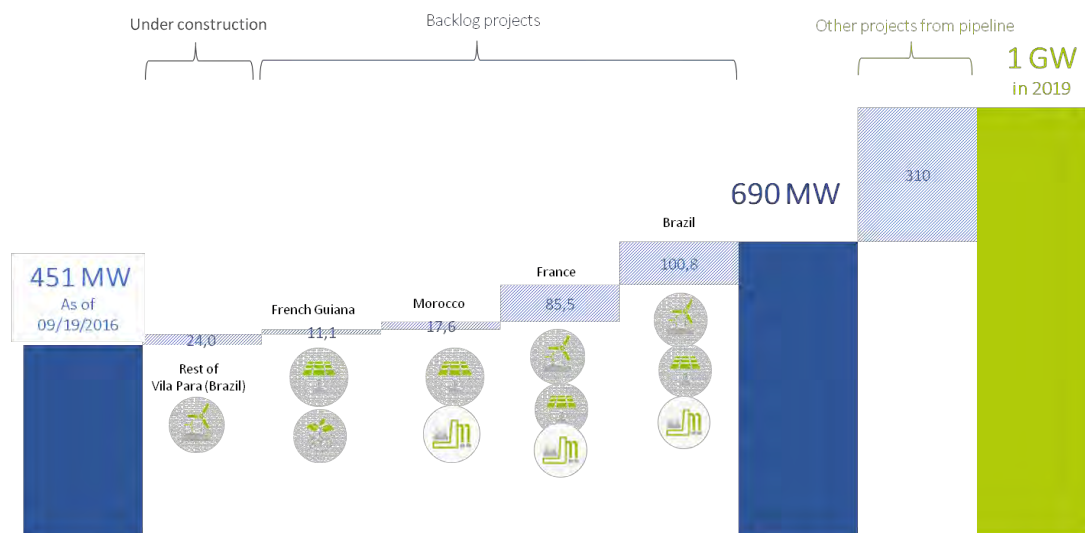 Under construction
Backlog projects
Other projects from pipeline
1 GW
in 2019
690 MW
310
Brazil
100,8
France
85,5
Morocco
17,6
French Guiana
11,1
451 MW
As of
09/19/2016
24,0
Rest of
Vila Para (Brazil)